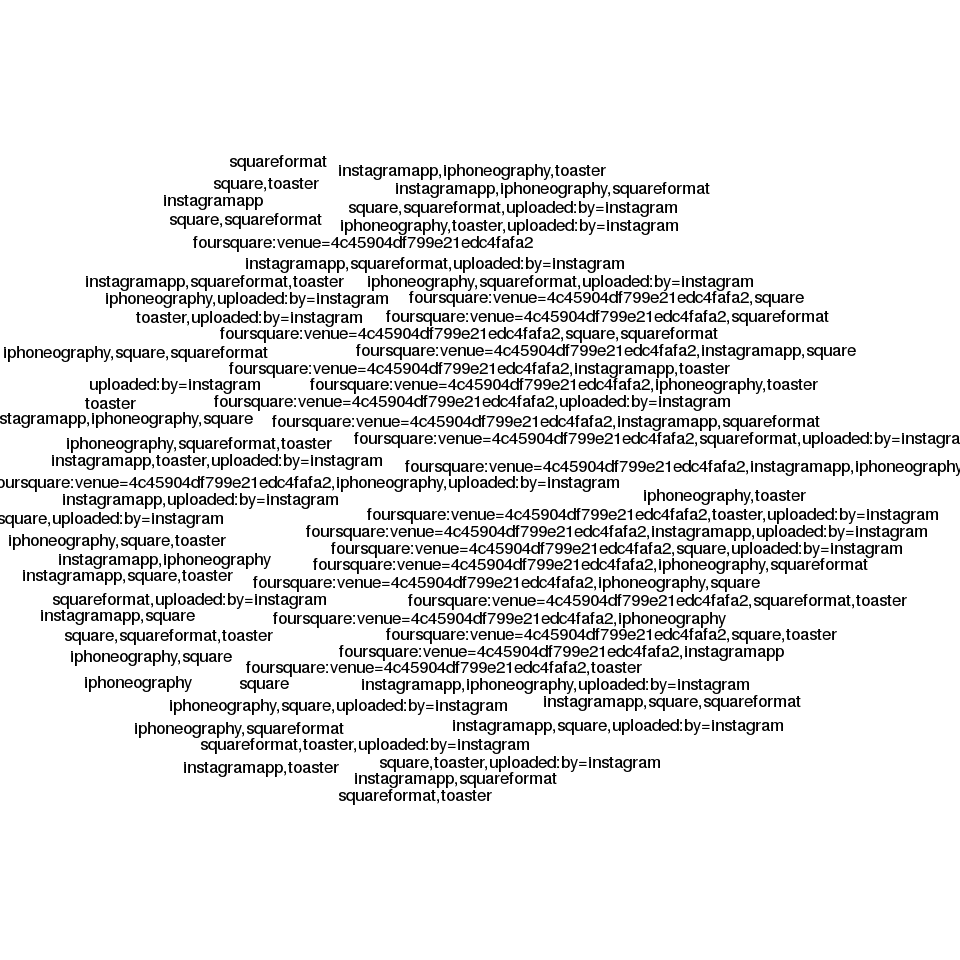 squareformat
instagramapp,iphoneography,toaster
square,toaster
instagramapp,iphoneography,squareformat
instagramapp
square,squareformat,uploaded:by=instagram
square,squareformat
iphoneography,toaster,uploaded:by=instagram
foursquare:venue=4c45904df799e21edc4fafa2
instagramapp,squareformat,uploaded:by=instagram
instagramapp,squareformat,toaster
iphoneography,squareformat,uploaded:by=instagram
iphoneography,uploaded:by=instagram
foursquare:venue=4c45904df799e21edc4fafa2,square
toaster,uploaded:by=instagram
foursquare:venue=4c45904df799e21edc4fafa2,squareformat
foursquare:venue=4c45904df799e21edc4fafa2,square,squareformat
iphoneography,square,squareformat
foursquare:venue=4c45904df799e21edc4fafa2,instagramapp,square
foursquare:venue=4c45904df799e21edc4fafa2,instagramapp,toaster
uploaded:by=instagram
foursquare:venue=4c45904df799e21edc4fafa2,iphoneography,toaster
toaster
foursquare:venue=4c45904df799e21edc4fafa2,uploaded:by=instagram
stagramapp,iphoneography,square
foursquare:venue=4c45904df799e21edc4fafa2,instagramapp,squareformat
iphoneography,squareformat,toaster
foursquare:venue=4c45904df799e21edc4fafa2,squareformat,uploaded:by=instagra
instagramapp,toaster,uploaded:by=instagram
foursquare:venue=4c45904df799e21edc4fafa2,instagramapp,iphoneography
oursquare:venue=4c45904df799e21edc4fafa2,iphoneography,uploaded:by=instagram
instagramapp,uploaded:by=instagram
iphoneography,toaster
square,uploaded:by=instagram
foursquare:venue=4c45904df799e21edc4fafa2,toaster,uploaded:by=instagram
foursquare:venue=4c45904df799e21edc4fafa2,instagramapp,uploaded:by=instagram
iphoneography,square,toaster
foursquare:venue=4c45904df799e21edc4fafa2,square,uploaded:by=instagram
instagramapp,iphoneography
foursquare:venue=4c45904df799e21edc4fafa2,iphoneography,squareformat
instagramapp,square,toaster
foursquare:venue=4c45904df799e21edc4fafa2,iphoneography,square
squareformat,uploaded:by=instagram
foursquare:venue=4c45904df799e21edc4fafa2,squareformat,toaster
instagramapp,square
foursquare:venue=4c45904df799e21edc4fafa2,iphoneography
square,squareformat,toaster
foursquare:venue=4c45904df799e21edc4fafa2,square,toaster
iphoneography,square
foursquare:venue=4c45904df799e21edc4fafa2,instagramapp
foursquare:venue=4c45904df799e21edc4fafa2,toaster
iphoneography
square
instagramapp,iphoneography,uploaded:by=instagram
iphoneography,square,uploaded:by=instagram
instagramapp,square,squareformat
iphoneography,squareformat
instagramapp,square,uploaded:by=instagram
squareformat,toaster,uploaded:by=instagram
instagramapp,toaster
square,toaster,uploaded:by=instagram
instagramapp,squareformat
squareformat,toaster